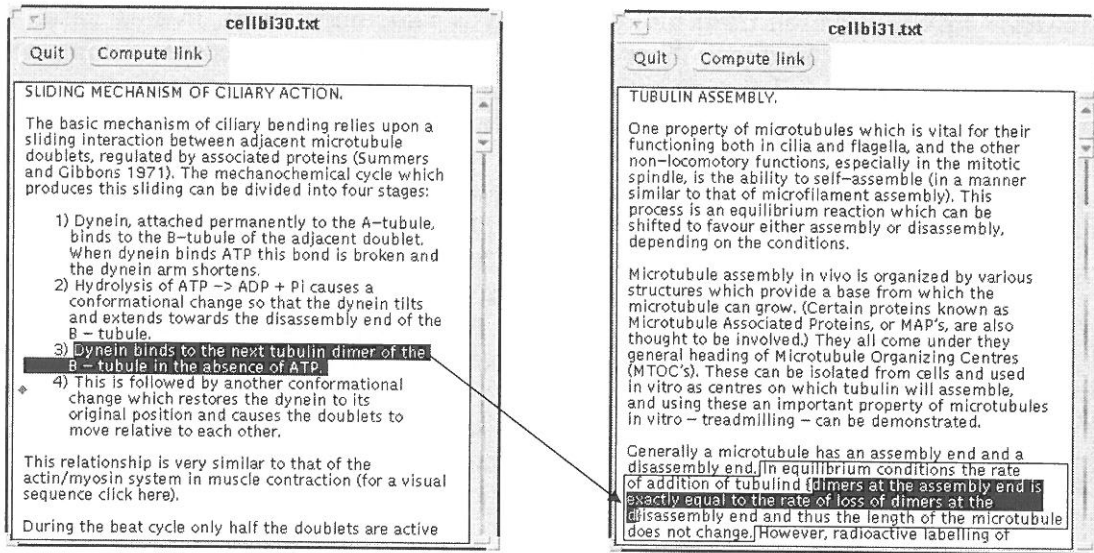 cellbi30.txt
Quit
Compute link
SLIDING MECHANISM OF CILIARY ACTION.
The basic mechanism of ciliary bending relies upon a
sliding interaction between adjacent microtubule
doublets, regulated by associated proteins (Summers
and Gibbons 1971). The mechanochemical cycle which
produces this sliding can be divided into four stages:
1) Dynein, attached permanently to the A-tubule,
binds to the B-tubule of the adjacent doublet.
When dynein binds ATP this bond is broken and
the dynein arm shortens.
2) Hydrolysis of ATP -> ADP + Pi causes a
conformational change so that the dynein tilts
and extends towards the disassembly end of the
B - tubule.
3) Dynein binds to the next tubulin dimer of the
B - tubule in the absence of ATP.
4) This is followed by another conformational
change which restores the dynein to its
original position and causes the doublets to
move relative to each other.
This relationship is very similar to that of the
actin/myosin system in muscle contraction (for a visual
sequence click here).
During the beat cycle only half the doublets are active
cellbi31.txt
Quit
Compute link
TUBULIN ASSEMBLY.
One property of microtubules which is vital for their
functioning both in cilia and flagella, and the other
non-locomotory functions, especially in the mitotic
spindle, is the ability to self-assemble (in a manner
similar to that of microfilament assembly). This
process is an equilibrium reaction which can be
shifted to favour either assembly or disassembly,
depending on the conditions.
Microtubule assembly in vivo is organized by various
structures which provide a base from which the
microtubule can grow. (Certain proteins known as
Microtubule Associated Proteins, or MAP's, are also
thought to be involved.) They all come under they
general heading of Microtubule Organizing Centres
(MTOC's). These can be isolated from cells and used
in vitro as centres on which tubulin will assemble,
and using these an important property of microtubules
in vitro - treadmilling - can be demonstrated.
Generally a microtubule has an assembly end and a
disassembly end. [In equilibrium conditions the rate
of addition of tubulind {dimers at the assembly end is
exactly equal to the rate of loss of dimers at the
d}isassembly end and thus the length of the microtubule
does not change.]However, radioactive labelling of